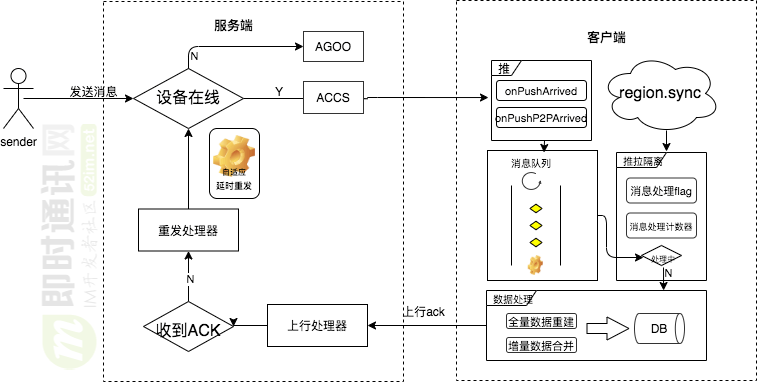 服务端
客户端
AGOO
N
推
发送消息
设备在线
Y
ACCS
onPushArrived
region.sync
onPushP2PArrived
sender
自适应
延时重发
消息队列
推拉隔离
消息处理flag
重发处理器
消息处理计数器
处理中
N
N
数据处理
上行ack
收到ACK
上行处理器
全量数据重建
DB
增量数据合并
即时通讯网
IM开发者社区
52im.net